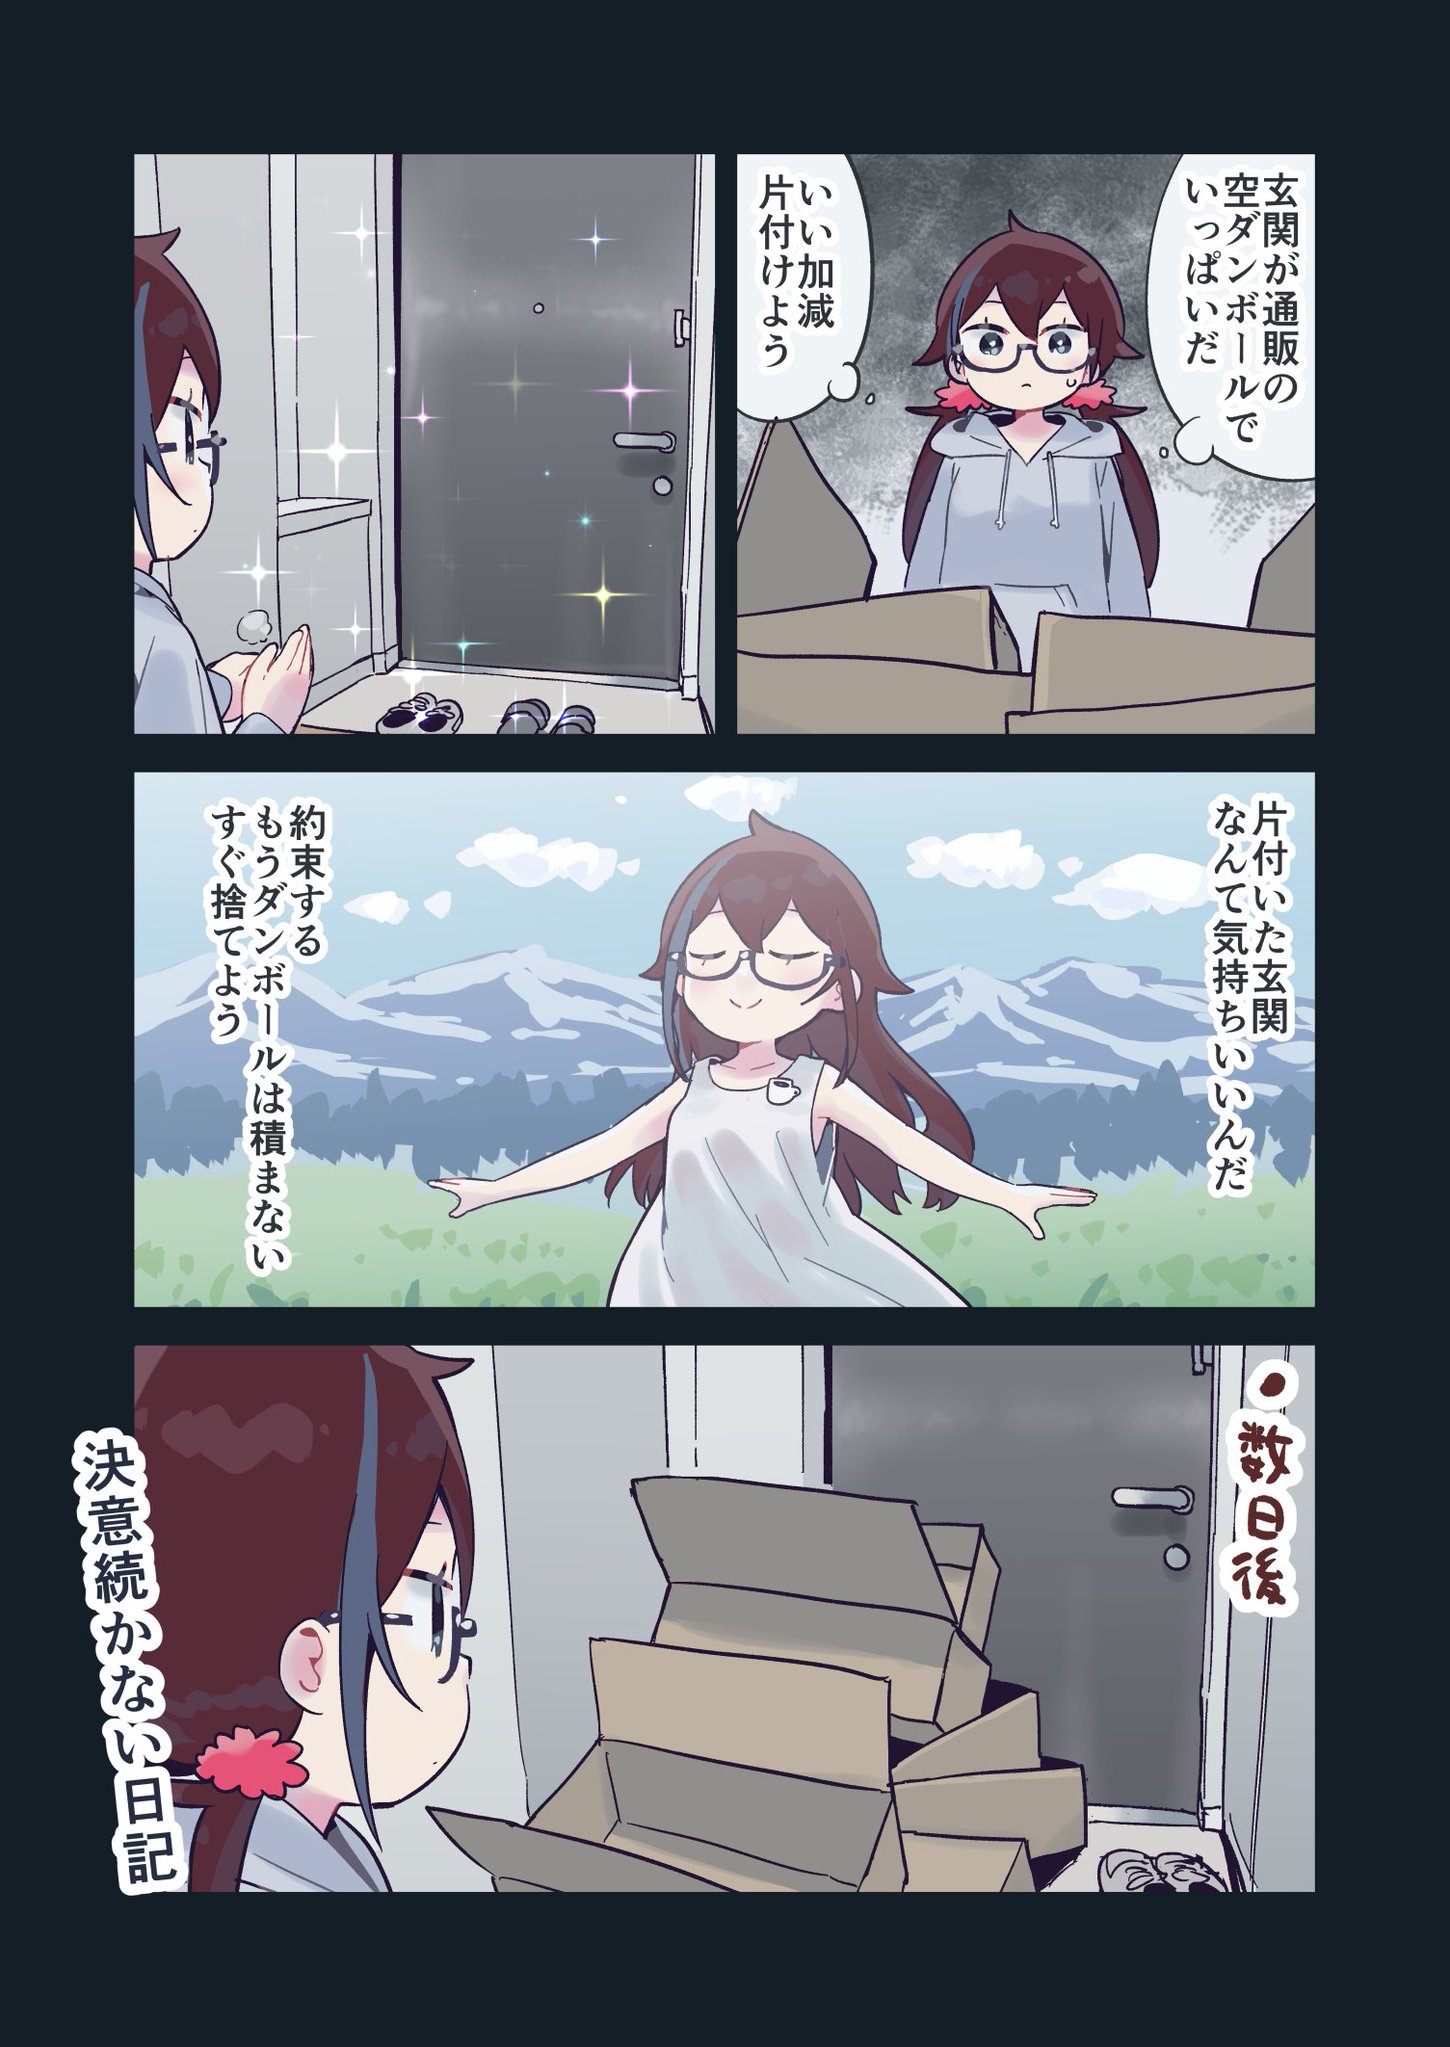 玄関が通販の
空ダンボールで
いっぱいだ
いい加減
片付けよう
片付いた玄関
なんて気持ちいいんだ
約束する
もうダンボールは積まない
すぐ捨てよう
●数日後
決意続かない日記